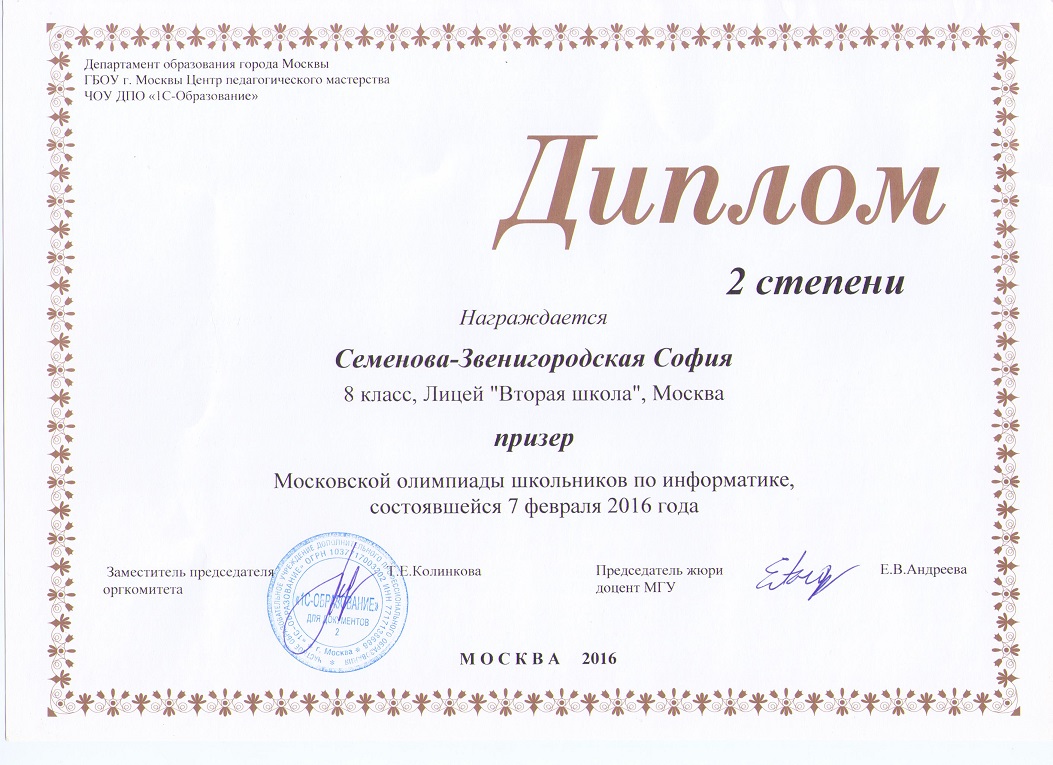 Департамент образования города Москвы
ГБОУ г. Москвы Центр педагогического мастерства
ЧОУ ДПО «1С-Образование»
Диплом
2 степени
Награждается
Семенова-Звенигородская София
8 класс, Лицей "Вторая школа", Москва
призер
Московской олимпиады школьников по информатике,
состоявшейся 7 февраля 2016 года
Заместитель председателя Т.Е.Колинкова
оргкомитета
«1С-ОБРАЗОВАНИЕ»
ДЛЯ ДОКУМЕНТОВ
2
г. Москва
Председатель жюри Е.В.Андреева
доцент МГУ
МОСКВА 2016